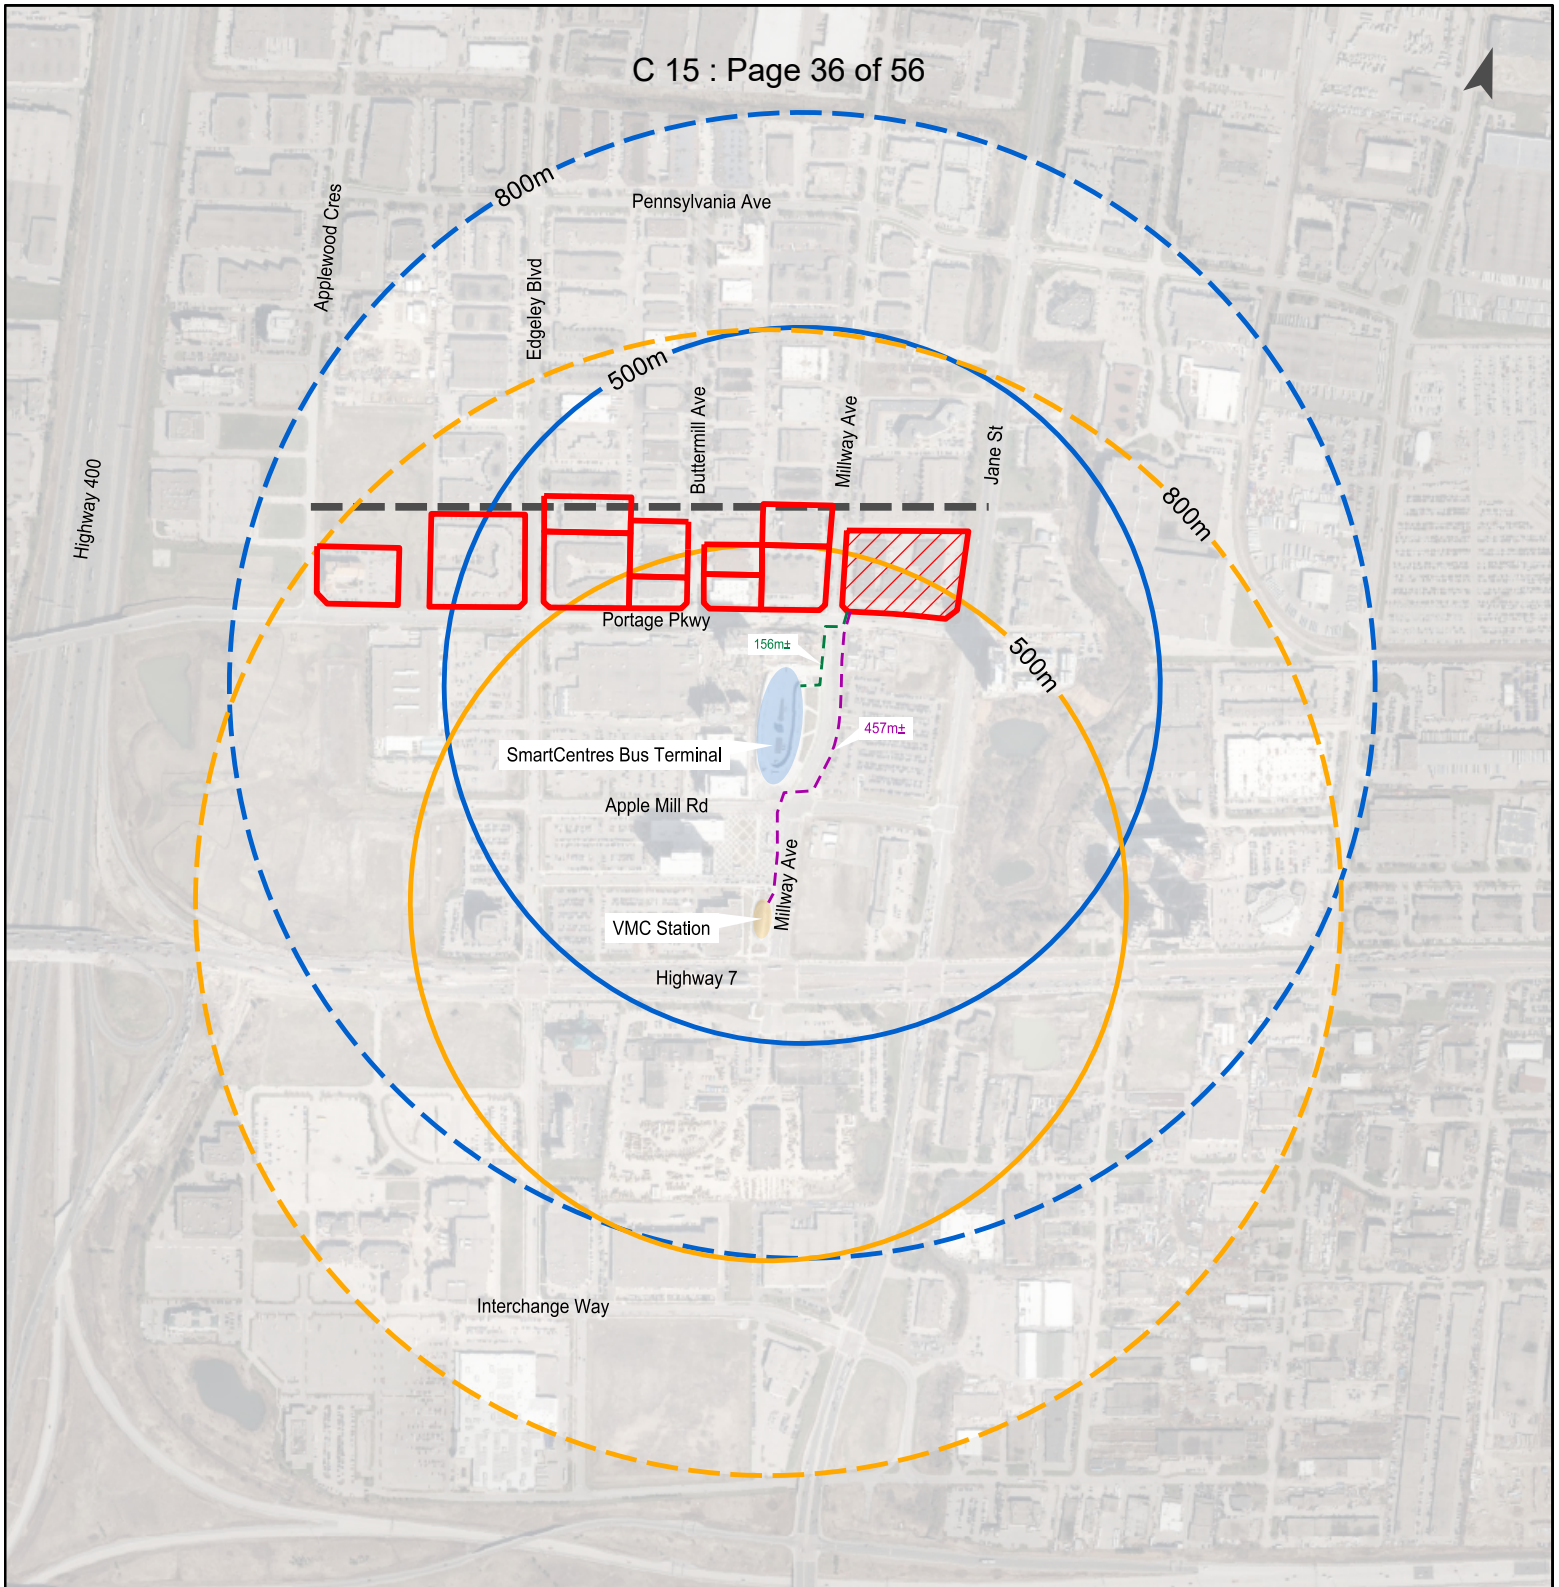 C 15 : Page 36 of 56
800m
Pennsylvania Ave
Applewood Cres
Edgeley Blvd
500m
Buttermill Ave
Millway Ave
Jane St
Highway 400
800m
Portage Pkwy
156m±
500m
457m±
SmartCentres Bus Terminal
Apple Mill Rd
Millway Ave
VMC Station
Highway 7
Interchange Way